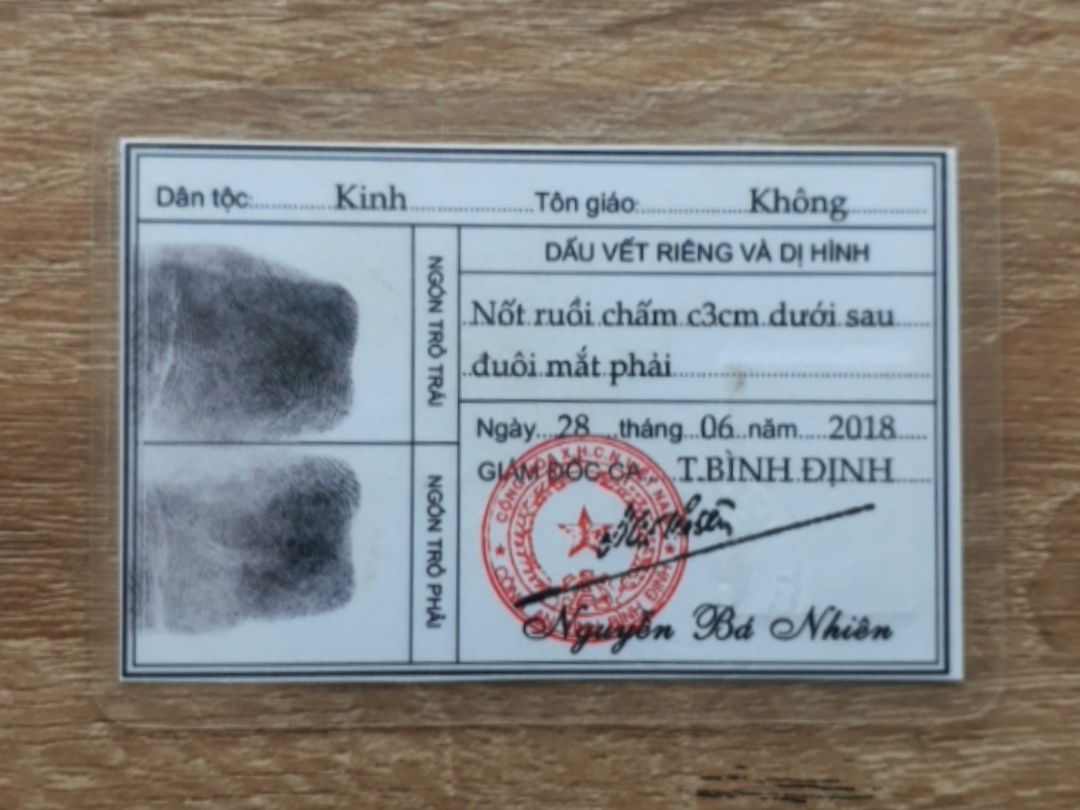 Dân tộc: Kinh Tôn giáo: Không
DẤU VẾT RIÊNG VÀ DỊ HÌNH
NGÓN TRỎ TRÁI
Nốt ruồi chấm c3cm dưới sau
đuôi mắt phải
Ngày 28 tháng 06 năm 2018
GIÁM ĐỐC CA T.BÌNH ĐỊNH
NGÓN TRỎ PHẢI
Nguyễn Bá Nhiên